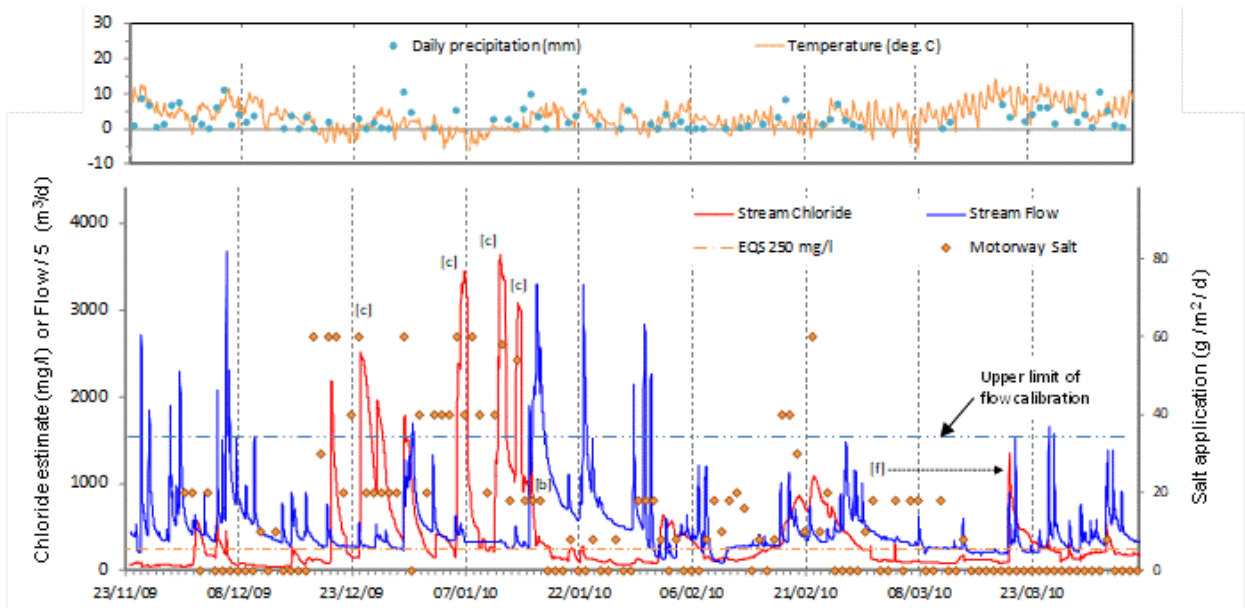 30
20
10
0
-10
Daily precipitation (mm)
Temperature (deg. C)
Chloride estimate (mg/l) or Flow / 5 (m³/d)
4000
3000
2000
1000
0
Stream Chloride
Stream Flow
EQS 250 mg/l
Motorway Salt
[c]
[c]
[c]
[b]
[f]
Upper limit of
flow calibration
80
60
40
20
0
Salt application (g /m² / d)
23/11/09
08/12/09
23/12/09
07/01/10
22/01/10
06/02/10
21/02/10
08/03/10
23/03/10